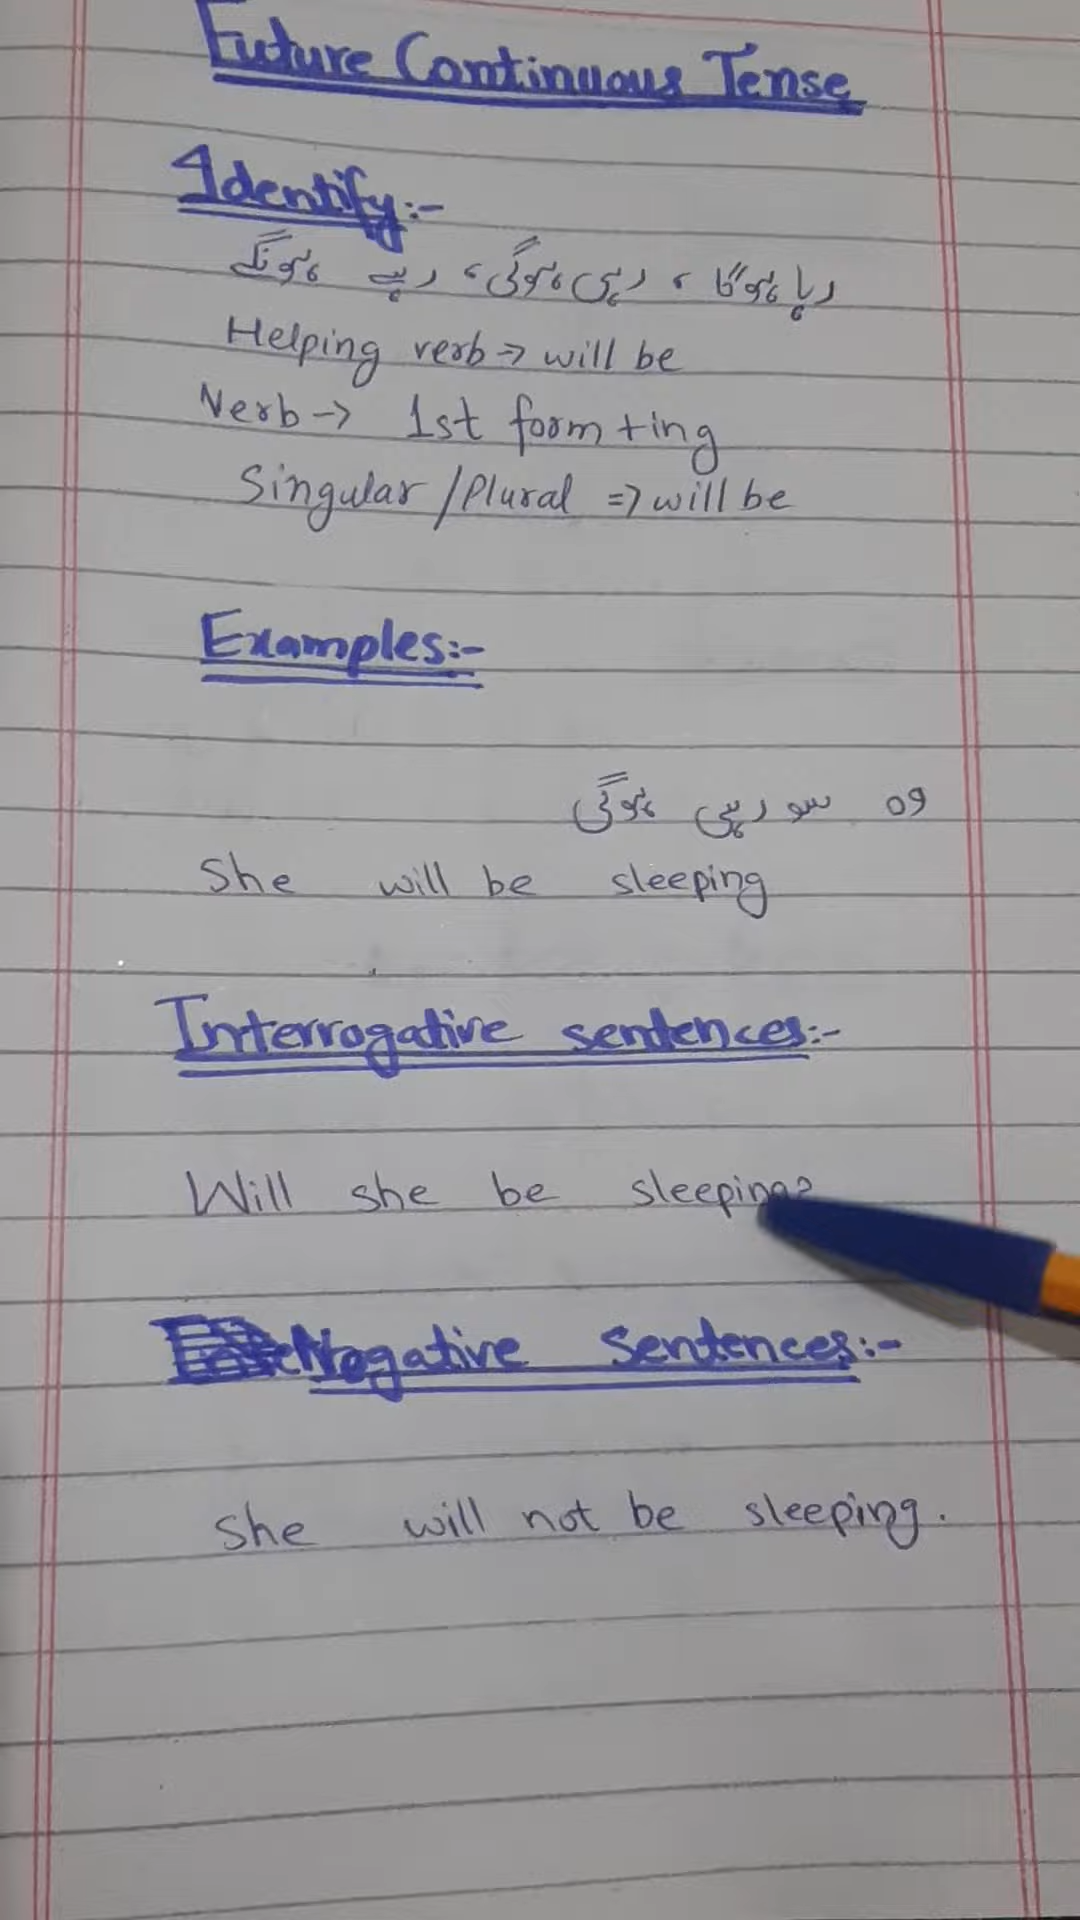 Future Continuous Tense
Identify:-
رہا ہوگا ، رہی ہوگی، رہے ہونگے
Helping verb → will be
Verb → 1st form +ing
Singular / Plural => will be
Examples:-
وہ سو رہی ہوگی
She will be sleeping
Interrogative sentences:-
Will she be sleeping?
Negative Sentences:-
She will not be sleeping.